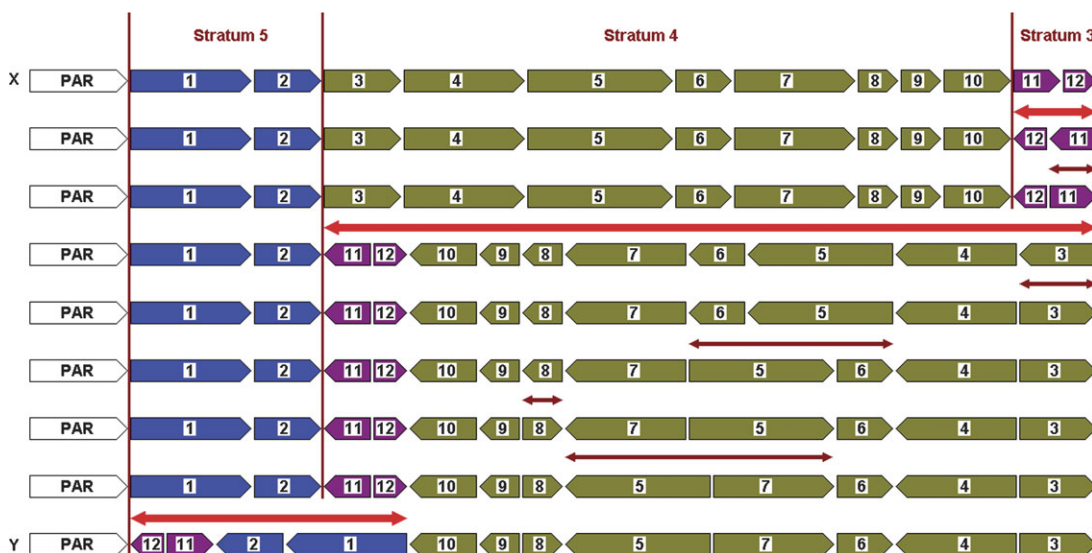 Stratum 5 Stratum 4 Stratum 3
X PAR 1 2 3 4 5 6 7 8 9 10 11 12
PAR 1 2 3 4 5 6 7 8 9 10 12 11
PAR 1 2 3 4 5 6 7 8 9 10 12 11
PAR 1 2 11 12 10 9 8 7 6 5 4 3
PAR 1 2 11 12 10 9 8 7 6 5 4 3
PAR 1 2 11 12 10 9 8 7 5 6 4 3
PAR 1 2 11 12 10 9 8 7 5 6 4 3
PAR 1 2 11 12 10 9 8 5 7 6 4 3
Y PAR 12 11 2 1 10 9 8 5 7 6 4 3